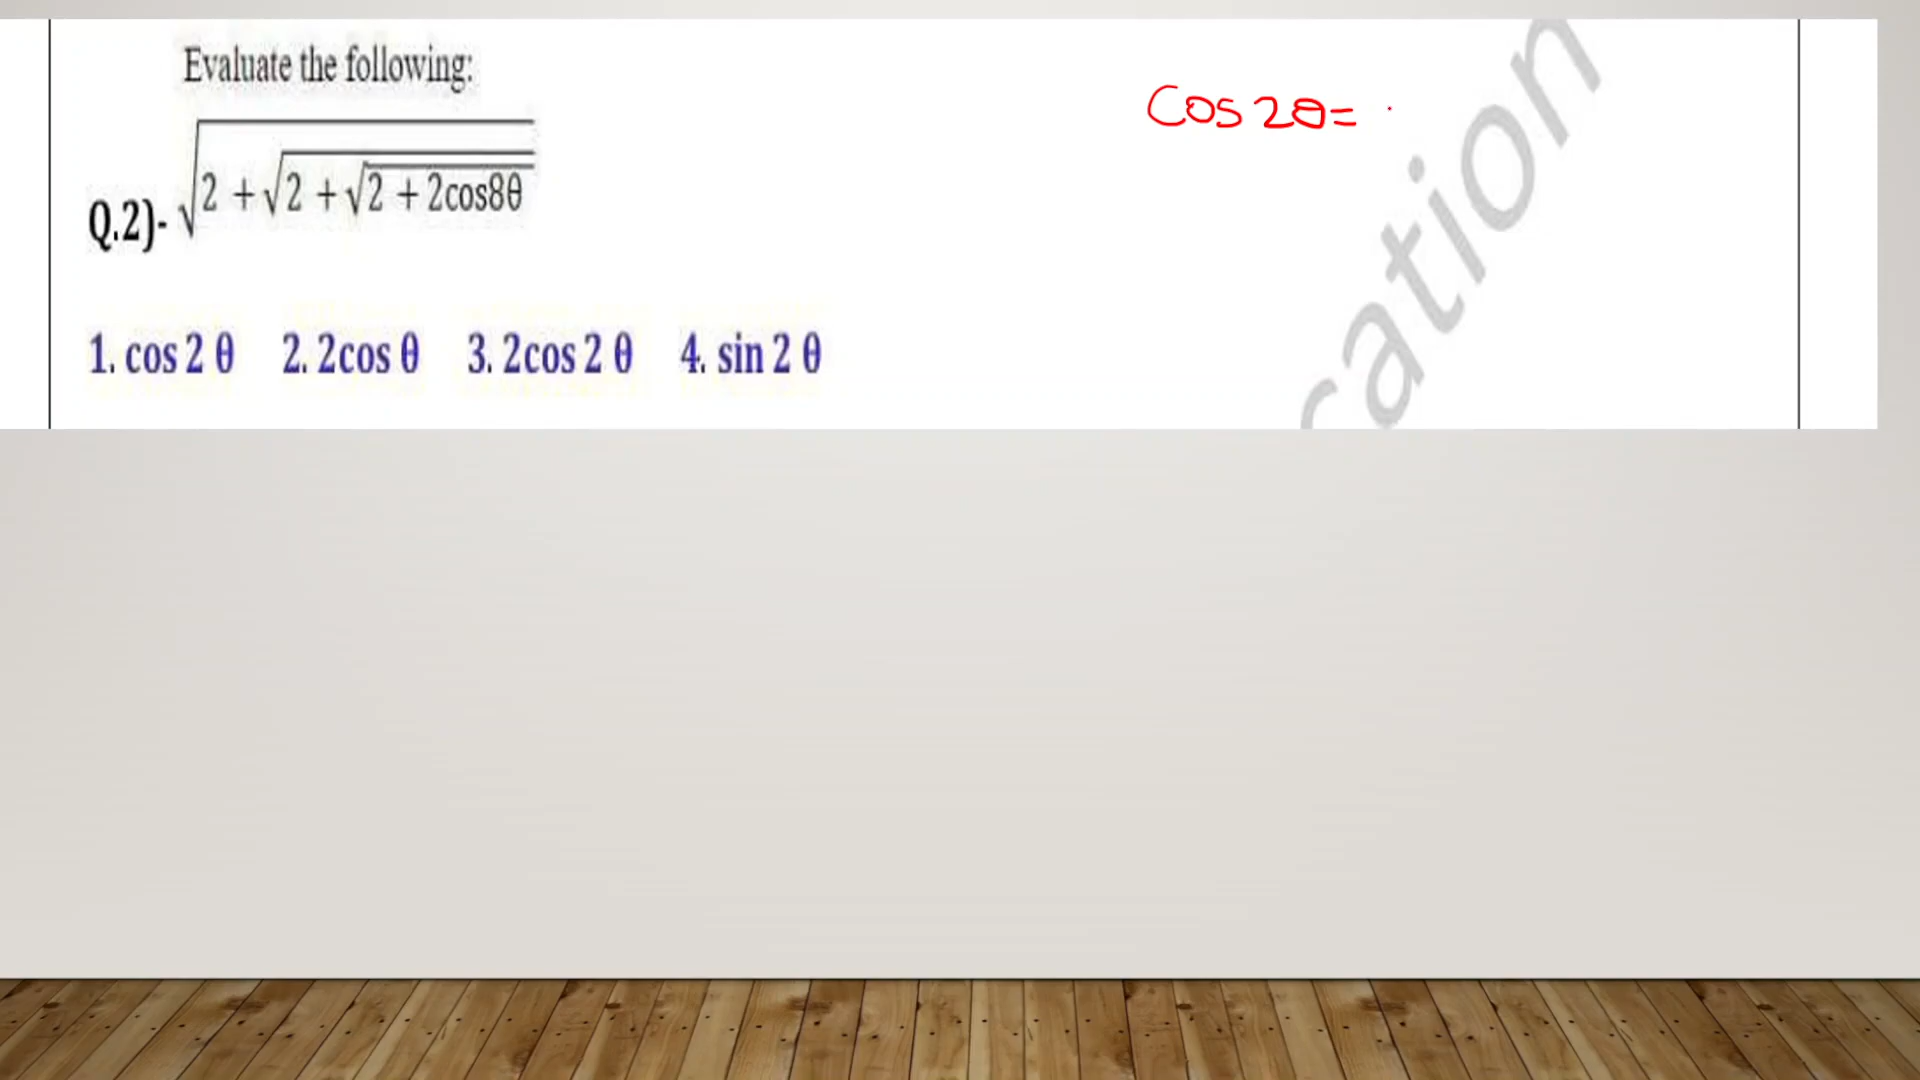 Evaluate the following:
Cos 2θ=
Q.2)- √2 + √2 + √2 + 2cos8θ
1. cos 2 θ 2. 2cos θ 3. 2cos 2 θ 4. sin 2 θ